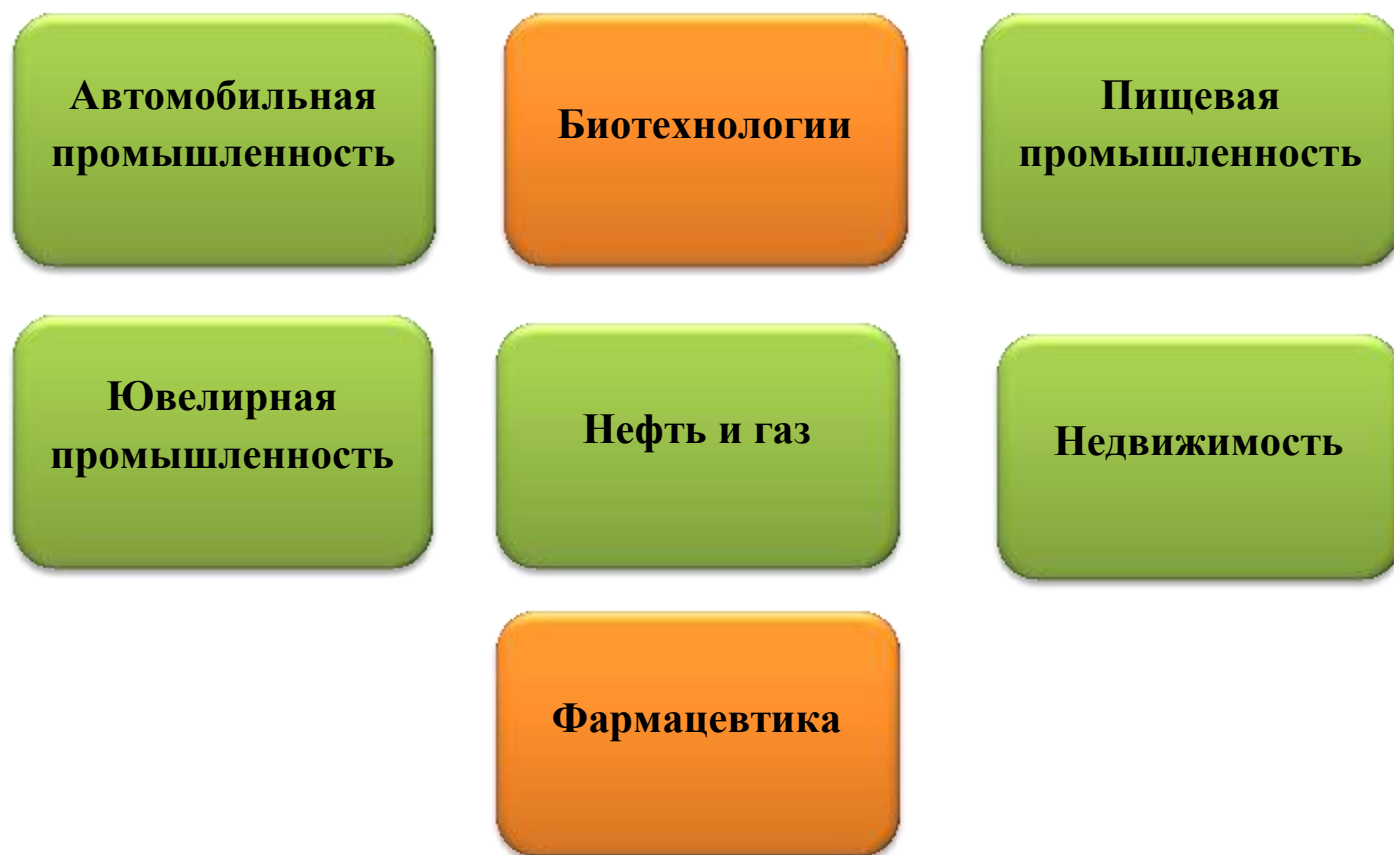 Автомобильная
промышленность
Биотехнологии
Пищевая
промышленность
Ювелирная
промышленность
Нефть и газ
Недвижимость
Фармацевтика